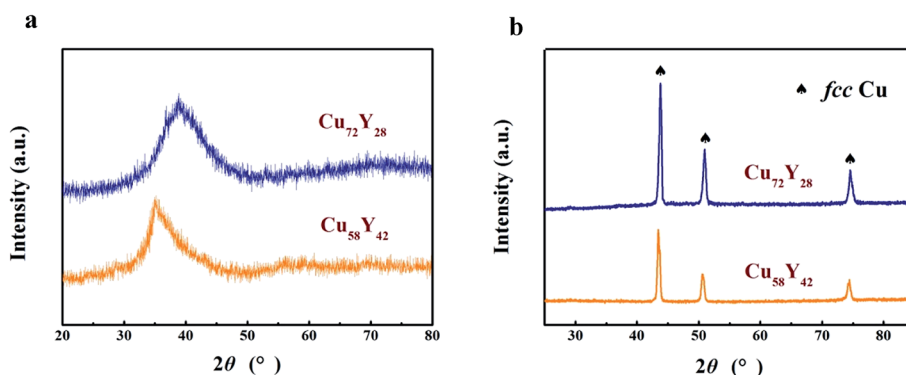 a
Intensity (a.u.)
Cu₇₂Y₂₈
Cu₅₈Y₄₂
20 30 40 50 60 70 80
2θ (°)
b
Intensity (a.u.)
♠ fcc Cu
Cu₇₂Y₂₈
Cu₅₈Y₄₂
30 40 50 60 70 80
2θ (°)